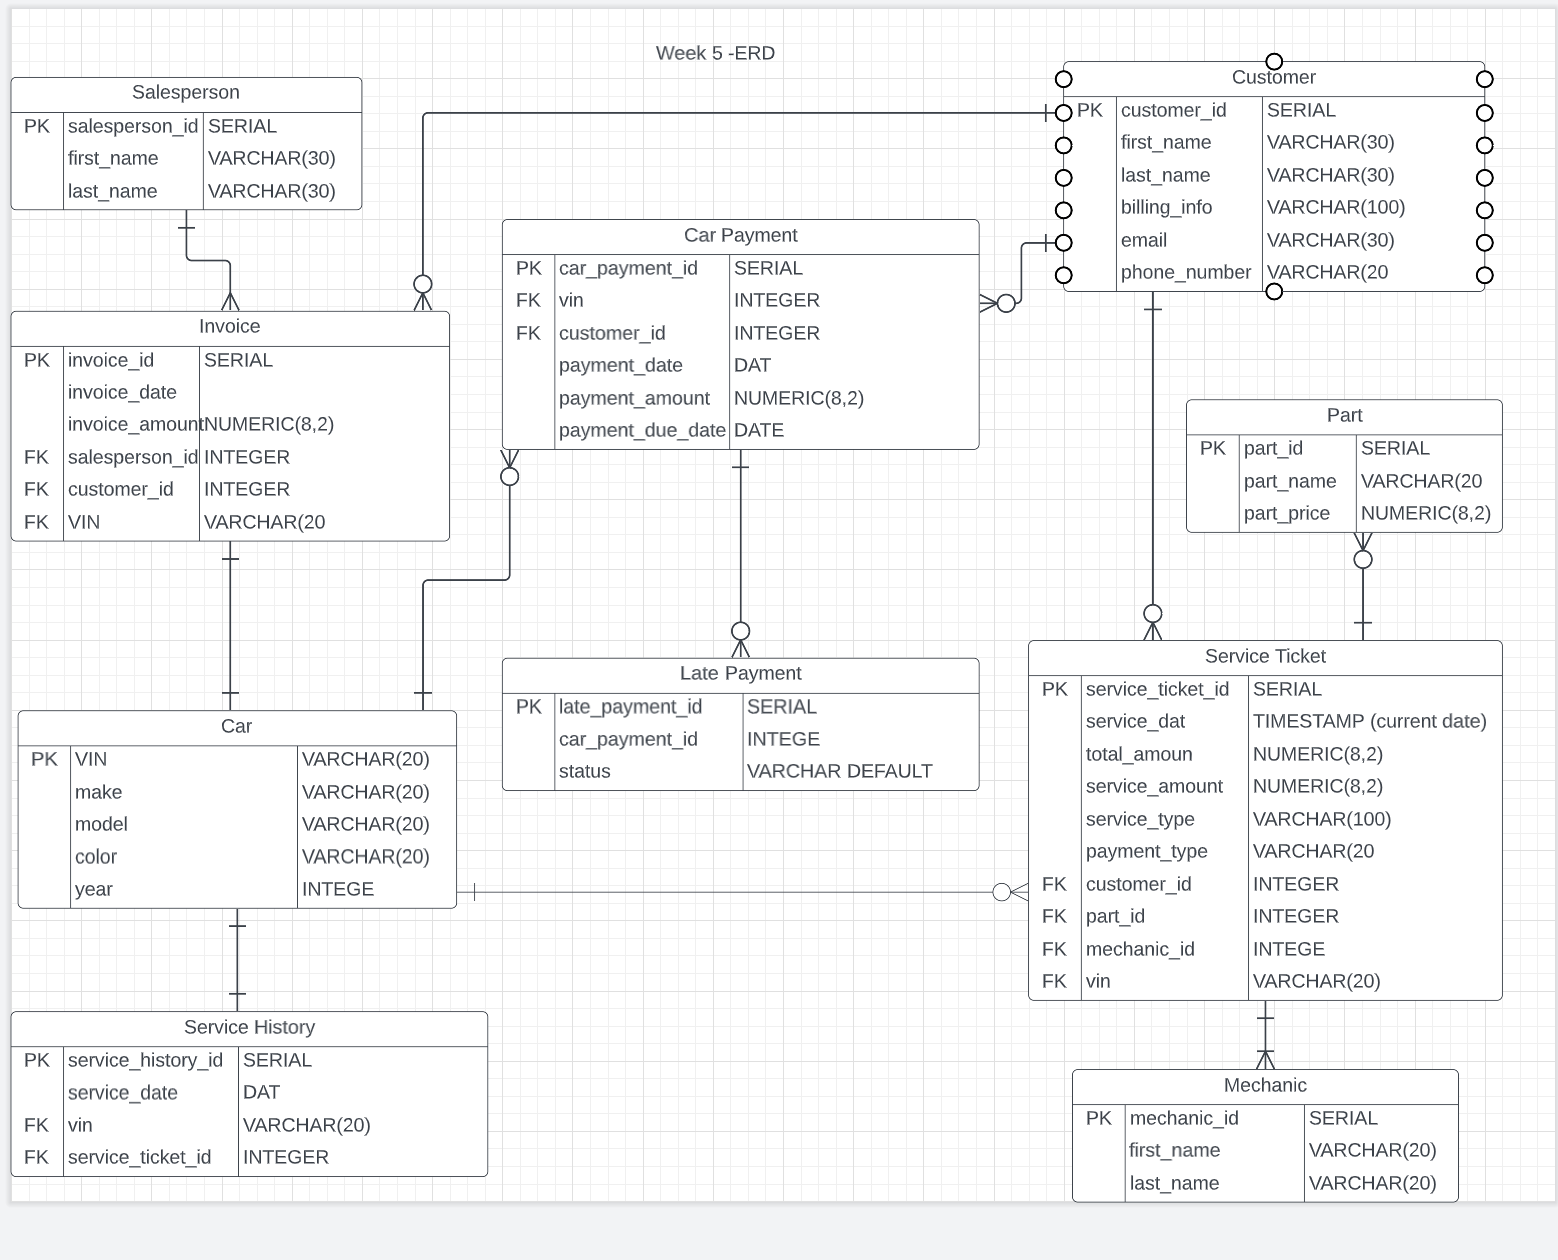 Week 5 -ERD
Salesperson
PK salesperson_id SERIAL
first_name VARCHAR(30)
last_name VARCHAR(30)
Customer
PK customer_id SERIAL
first_name VARCHAR(30)
last_name VARCHAR(30)
billing_info VARCHAR(100)
email VARCHAR(30)
phone_number VARCHAR(20
Car Payment
PK car_payment_id SERIAL
FK vin INTEGER
FK customer_id INTEGER
payment_date DAT
payment_amount NUMERIC(8,2)
payment_due_date DATE
Invoice
PK invoice_id SERIAL
invoice_date
invoice_amount NUMERIC(8,2)
FK salesperson_id INTEGER
FK customer_id INTEGER
FK VIN VARCHAR(20
Part
PK part_id SERIAL
part_name VARCHAR(20
part_price NUMERIC(8,2)
Late Payment
PK late_payment_id SERIAL
car_payment_id INTEGE
status VARCHAR DEFAULT
Service Ticket
PK service_ticket_id SERIAL
service_dat TIMESTAMP (current date)
total_amoun NUMERIC(8,2)
service_amount NUMERIC(8,2)
service_type VARCHAR(100)
payment_type VARCHAR(20
FK customer_id INTEGER
FK part_id INTEGER
FK mechanic_id INTEGE
FK vin VARCHAR(20)
Car
PK VIN VARCHAR(20)
make VARCHAR(20)
model VARCHAR(20)
color VARCHAR(20)
year INTEGE
Service History
PK service_history_id SERIAL
service_date DAT
FK vin VARCHAR(20)
FK service_ticket_id INTEGER
Mechanic
PK mechanic_id SERIAL
first_name VARCHAR(20)
last_name VARCHAR(20)